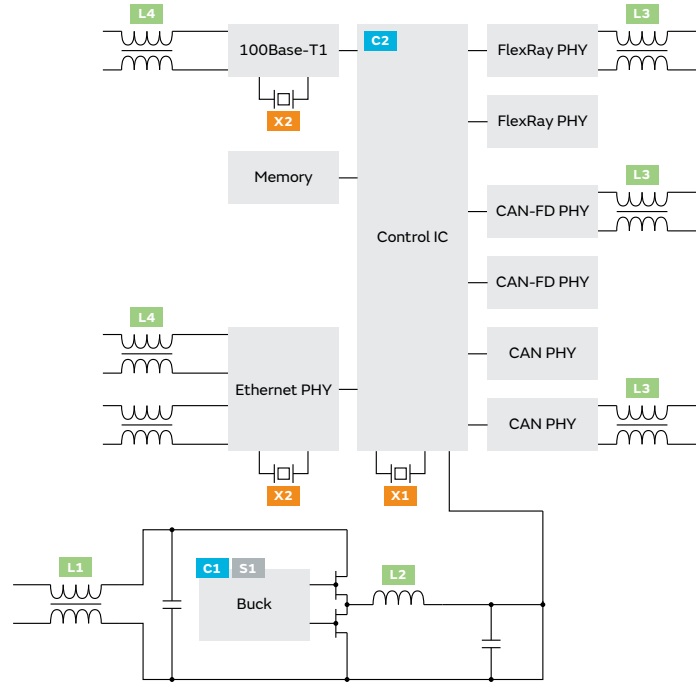 L4
L3
100Base-T1
C2
FlexRay PHY
X2
FlexRay PHY
Memory
L3
CAN-FD PHY
Control IC
CAN-FD PHY
L4
CAN PHY
Ethernet PHY
L3
CAN PHY
X2
X1
L1
C1 S1
L2
Buck